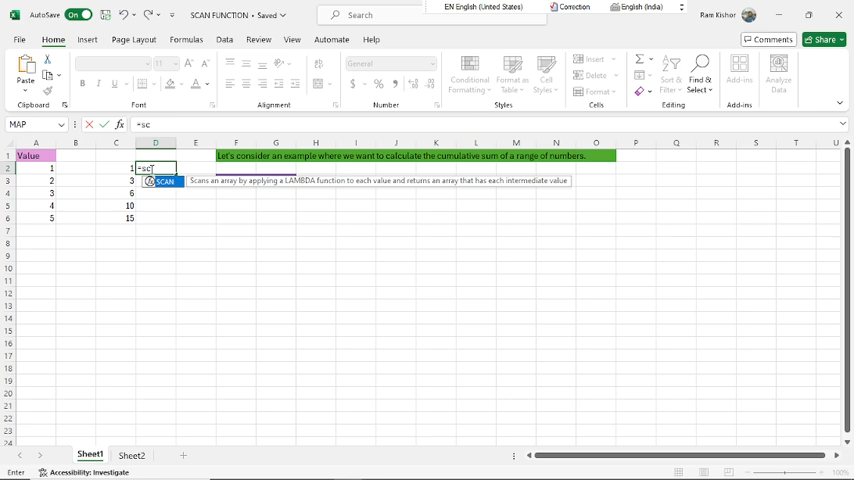 EN English (United States) Correction English (India)
AutoSave On SCAN FUNCTION • Saved Search Ram Kishor
File Home Insert Page Layout Formulas Data Review View Automate Help Comments Share
Paste
11 A A General Conditional Formatting Format as Table Cell Styles Insert Delete Format Sort & Filter Find & Select Add-ins Analyze Data
B I U
Clipboard Font Alignment Number Styles Cells Editing Add-ins
MAP fx =sc
A B C D E F G H I J K L M N O P Q R S T U
1 Value Let's consider an example where we want to calculate the cumulative sum of a range of numbers.
2 1 1 =sc
3 2 3 SCAN Scans an array by applying a LAMBDA function to each value and returns an array that has each intermediate value
4 3 6
5 4 10
6 5 15
7
8
9
10
11
12
13
14
15
16
17
18
19
20
21
22
23
24
Sheet1 Sheet2
Enter Accessibility: Investigate 100%